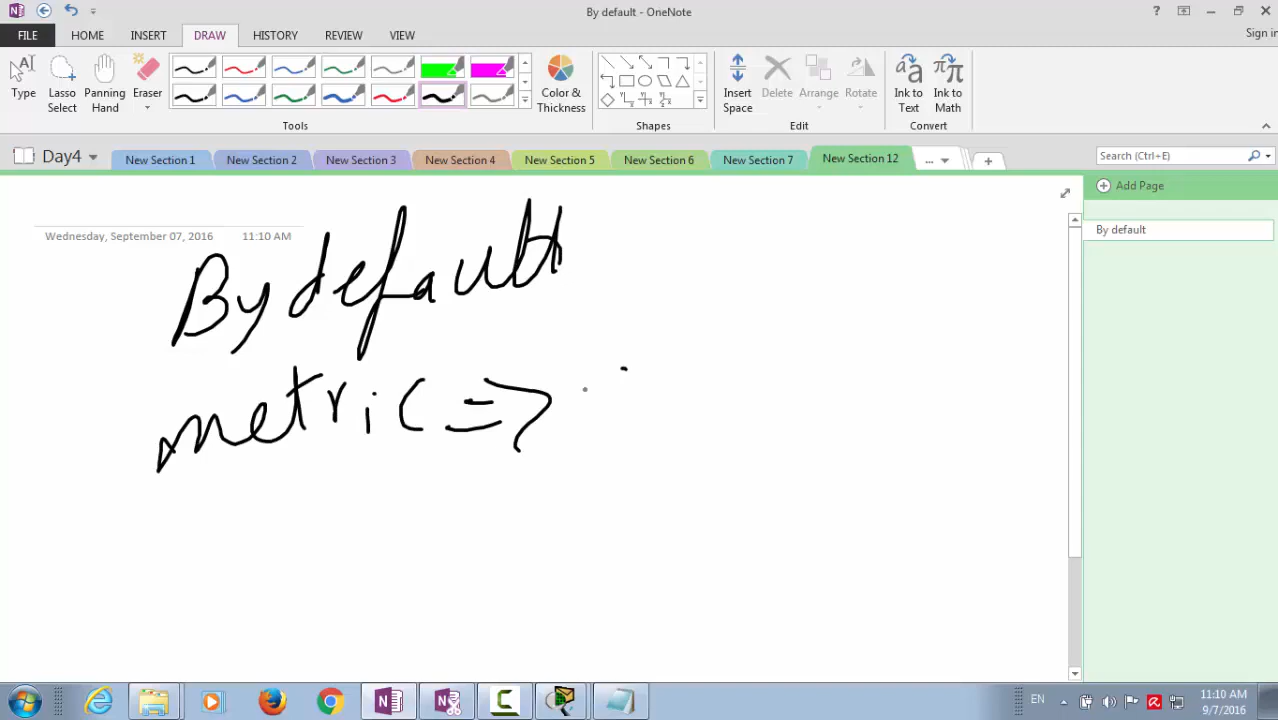 By default - OneNote
? 
Sign in
FILE HOME INSERT DRAW HISTORY REVIEW VIEW
Type
Lasso Select
Panning Hand
Eraser
Color & Thickness
Insert Space
Delete
Arrange
Rotate
Ink to Text
Ink to Math
Tools
Shapes
Edit
Convert
Day4
New Section 1
New Section 2
New Section 3
New Section 4
New Section 5
New Section 6
New Section 7
New Section 12
...
Search (Ctrl+E)
Add Page
By default
Wednesday, September 07, 2016 11:10 AM
By default
metric =>
EN
11:10 AM
9/7/2016